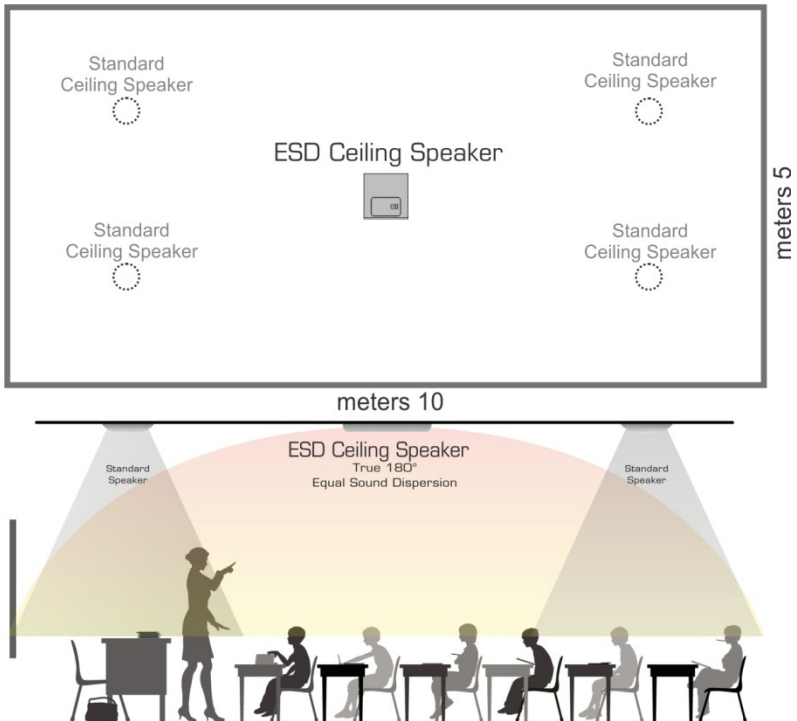 Standard
Ceiling Speaker
Standard
Ceiling Speaker
ESD Ceiling Speaker
Standard
Ceiling Speaker
Standard
Ceiling Speaker
meters 5
meters 10
ESD Ceiling Speaker
True 180°
Equal Sound Dispersion
Standard
Speaker
Standard
Speaker